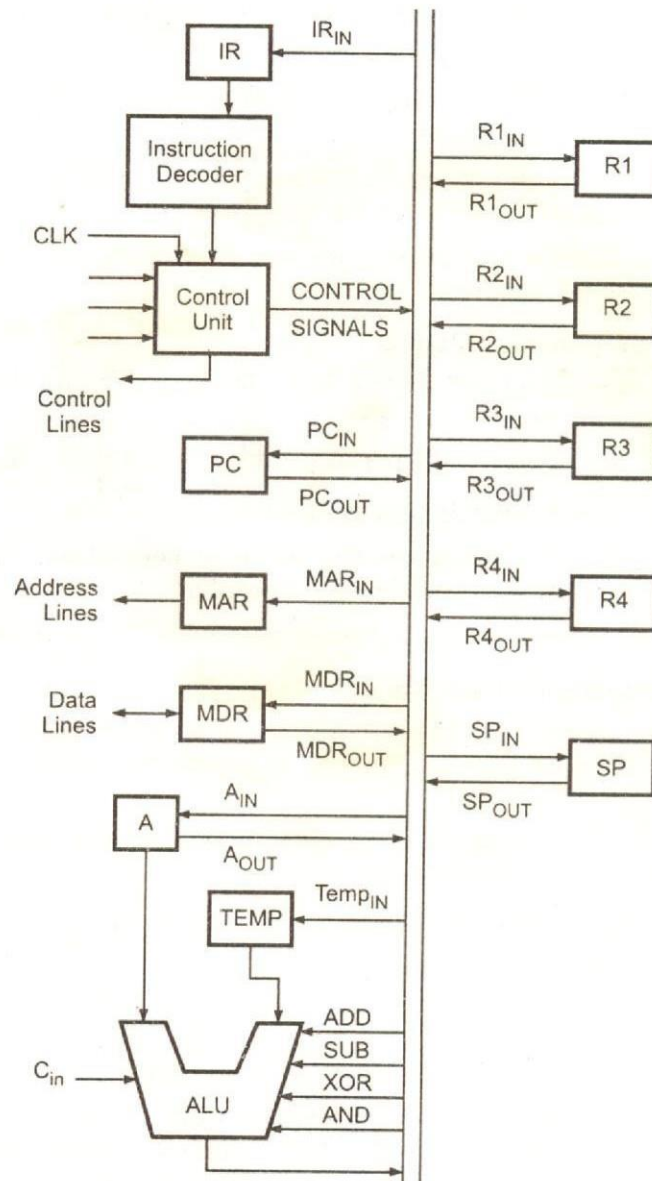 IR
IR_IN
Instruction
Decoder
R1_IN
R1
R1_OUT
CLK
Control
Unit
CONTROL
SIGNALS
R2_IN
R2
R2_OUT
Control
Lines
PC
PC_IN
PC_OUT
R3_IN
R3
R3_OUT
Address
Lines
MAR
MAR_IN
R4_IN
R4
R4_OUT
Data
Lines
MDR
MDR_IN
MDR_OUT
SP_IN
SP
SP_OUT
A
A_IN
A_OUT
TEMP
Temp_IN
C_in
ALU
ADD
SUB
XOR
AND